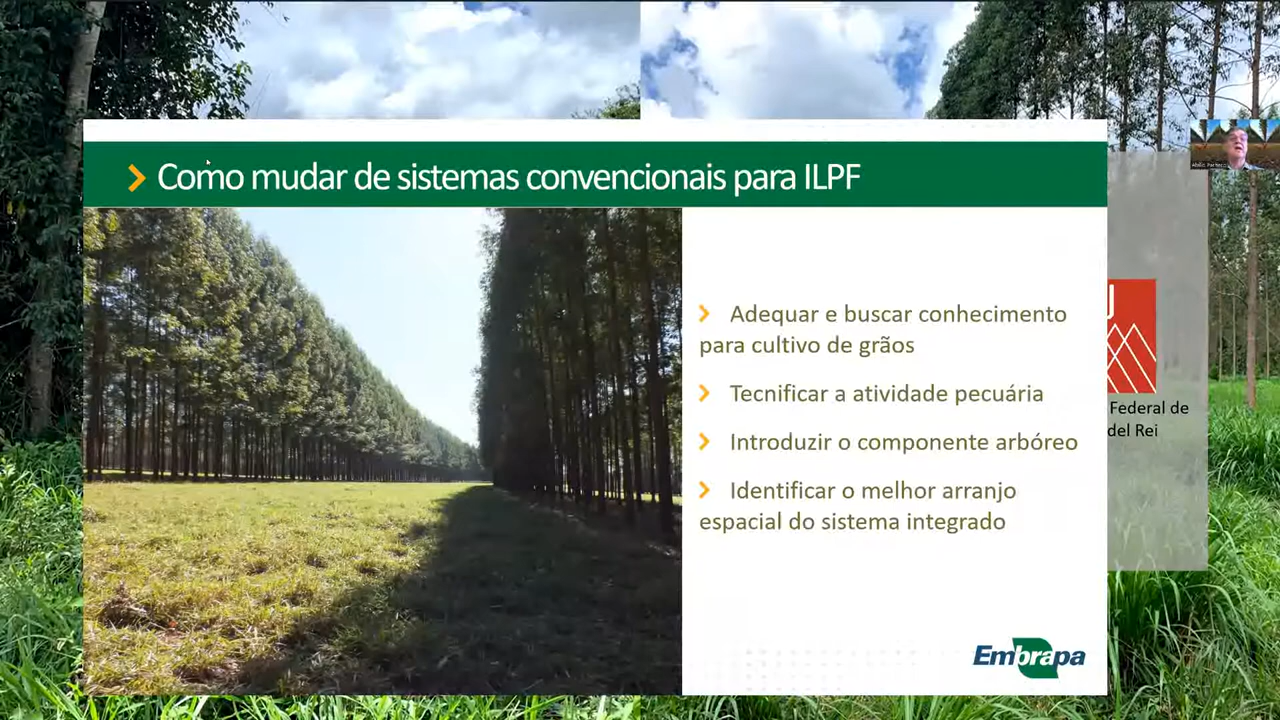 Como mudar de sistemas convencionais para ILPF
Adequar e buscar conhecimento
para cultivo de grãos
Tecnificar a atividade pecuária
Introduzir o componente arbóreo
Identificar o melhor arranjo
espacial do sistema integrado
Embrapa
J
Federal de
del Rei